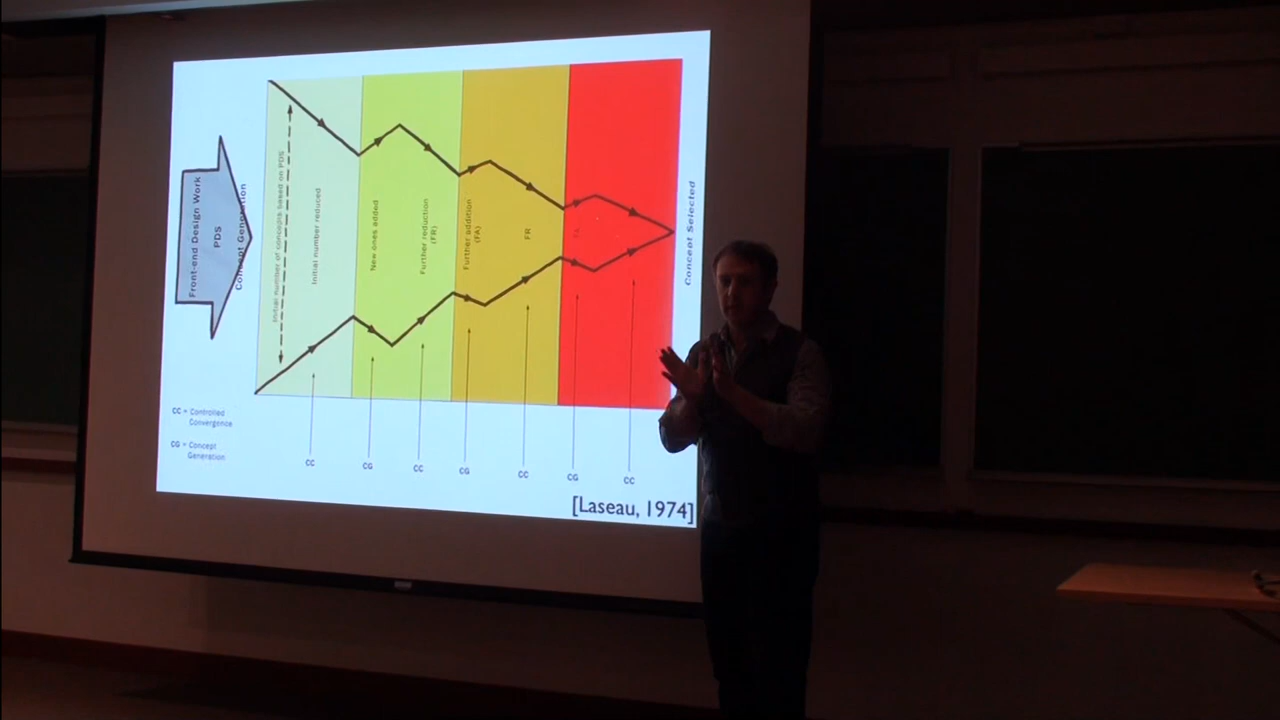 Front-end Design Work
PDS
Concept Generation
Initial number of concepts based on PDS
Initial number reduced
New ones added
Further reduction
(FR)
Further addition
(FA)
FR
FA
Concept Selected
CC = Controlled
Convergence
CG = Concept
Generation
CC
CG
CC
CG
CC
CG
CC
[Laseau, 1974]